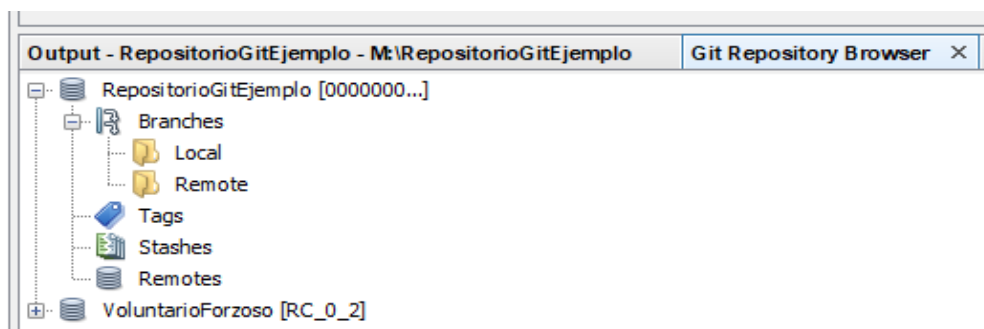 Output - RepositorioGitEjemplo - M:\RepositorioGitEjemplo Git Repository Browser
RepositorioGitEjemplo [0000000...]
Branches
Local
Remote
Tags
Stashes
Remotes
VoluntarioForzoso [RC_0_2]